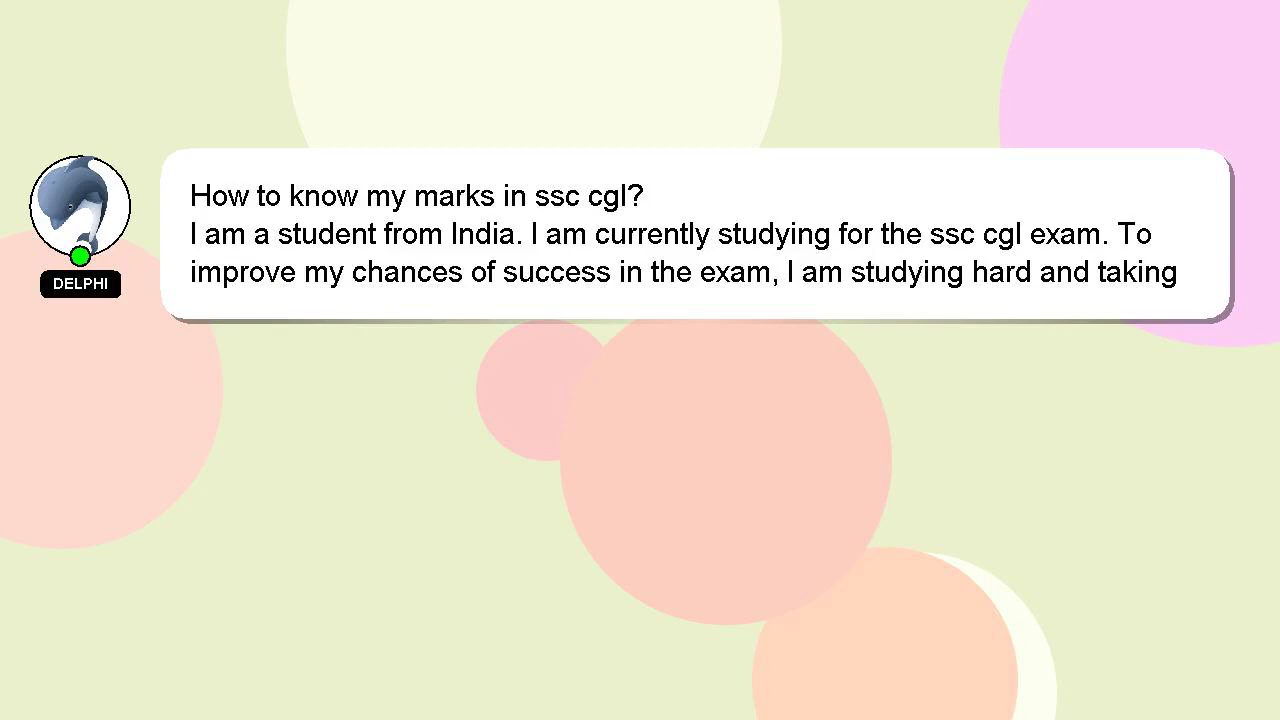 How to know my marks in ssc cgl?
I am a student from India. I am currently studying for the ssc cgl exam. To
improve my chances of success in the exam, I am studying hard and taking
DELPHI